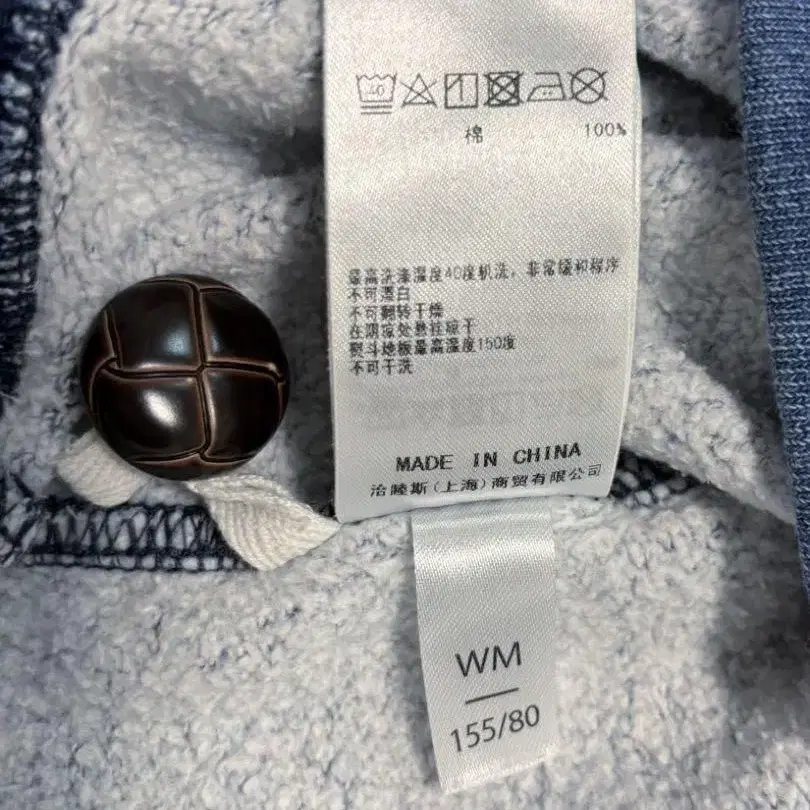 40
棉 100%
最高洗涤温度40度机洗，非常缓和程序
不可漂白
不可翻转干燥
在阴凉处悬挂晾干
熨斗地板最高温度150度
不可干洗
MADE IN CHINA
洽睦斯(上海)商贸有限公司
WM
155/80